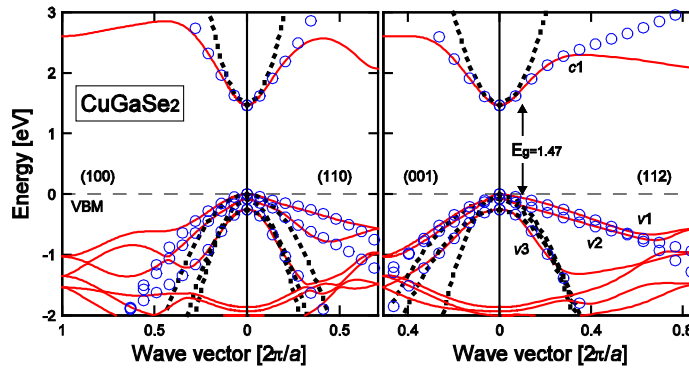 3
2
1
0
-1
-2
Energy [eV]
CuGaSe2
(100)
(110)
VBM
1
0.5
0
0.5
Wave vector [2π/a]
c1
Eg=1.47
(001)
(112)
v1
v2
v3
0.4
0
0.4
0.8
Wave vector [2π/a]